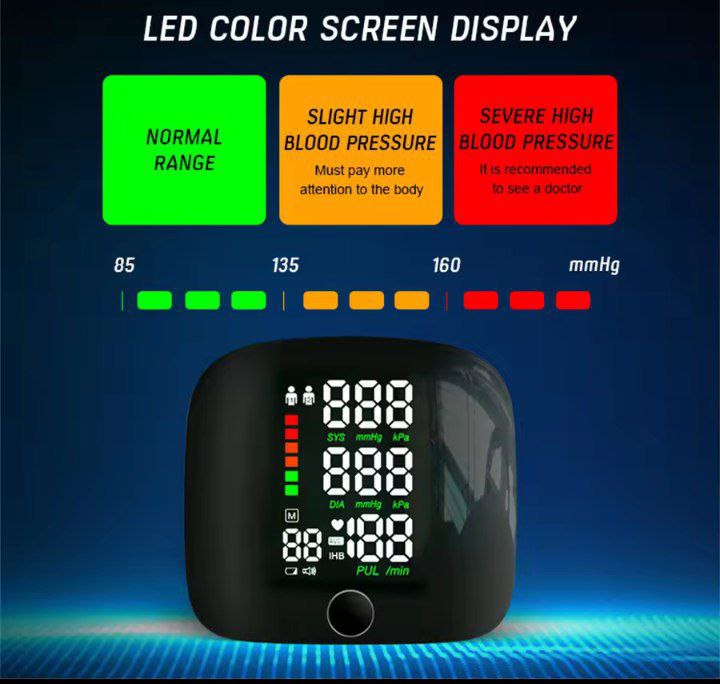 LED COLOR SCREEN DISPLAY
NORMAL
RANGE
SLIGHT HIGH
BLOOD PRESSURE
Must pay more
attention to the body
SEVERE HIGH
BLOOD PRESSURE
It is recommended
to see a doctor
85 135 160 mmHg
888
SYS mmHg kPa
888
DIA mmHg kPa
M
88
IHB
188
PUL /min